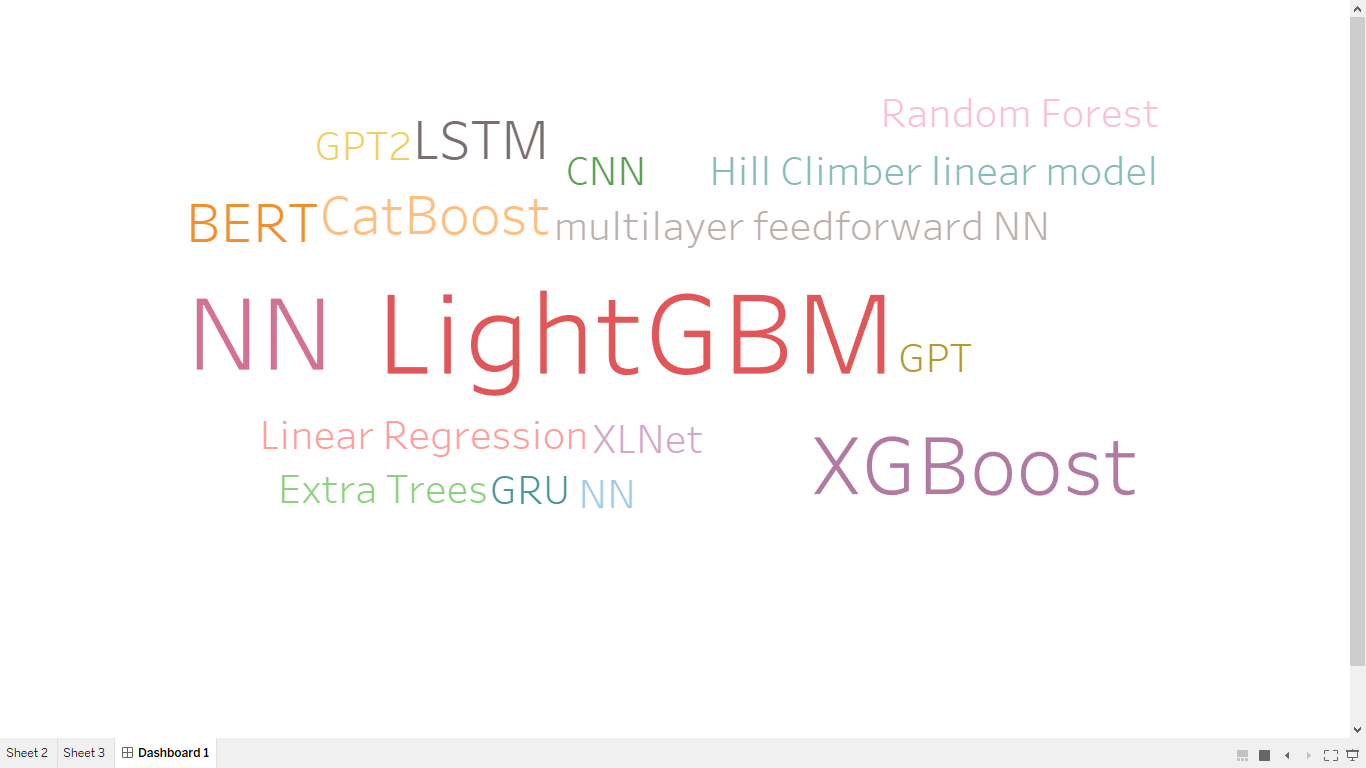 Random Forest
GPT2 LSTM
CNN Hill Climber linear model
BERT CatBoost multilayer feedforward NN
NN LightGBM GPT
Linear Regression XLNet XGBoost
Extra Trees GRU NN
Sheet 2 Sheet 3 Dashboard 1